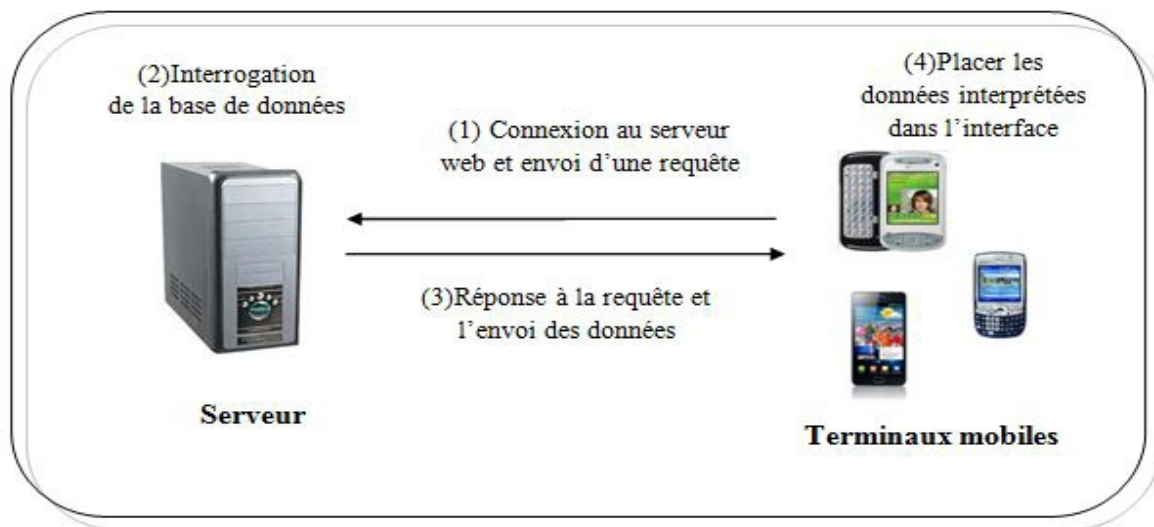 (2)Interrogation
de la base de données
(1) Connexion au serveur
web et envoi d’une requête
(4)Placer les
données interprétées
dans l’interface
(3)Réponse à la requête et
l’envoi des données
Serveur
Terminaux mobiles